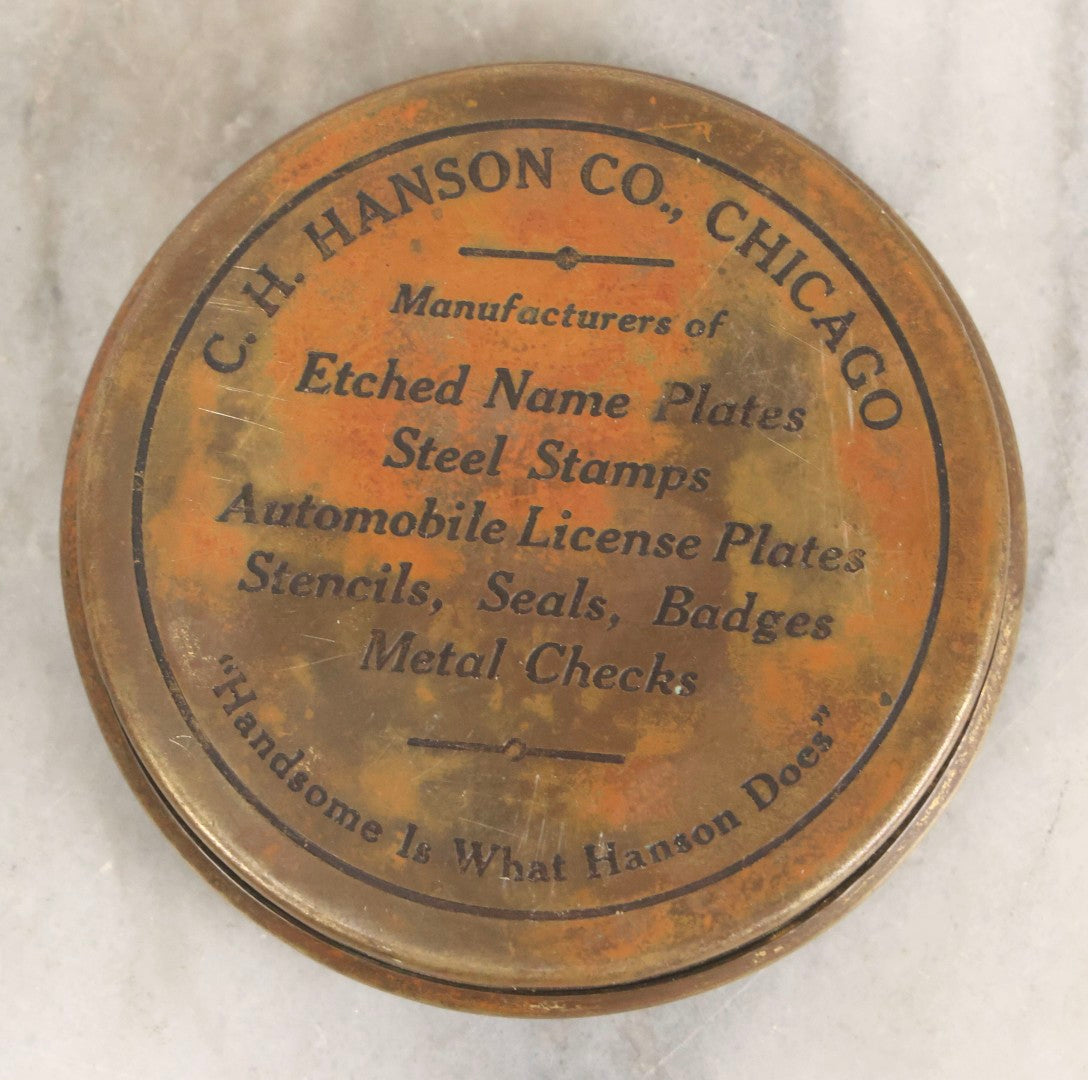 C. H. HANSON CO., CHICAGO
Manufacturers of
Etched Name Plates
Steel Stamps
Automobile License Plates
Stencils, Seals, Badges
Metal Checks
"Handsome Is What Hanson Does"